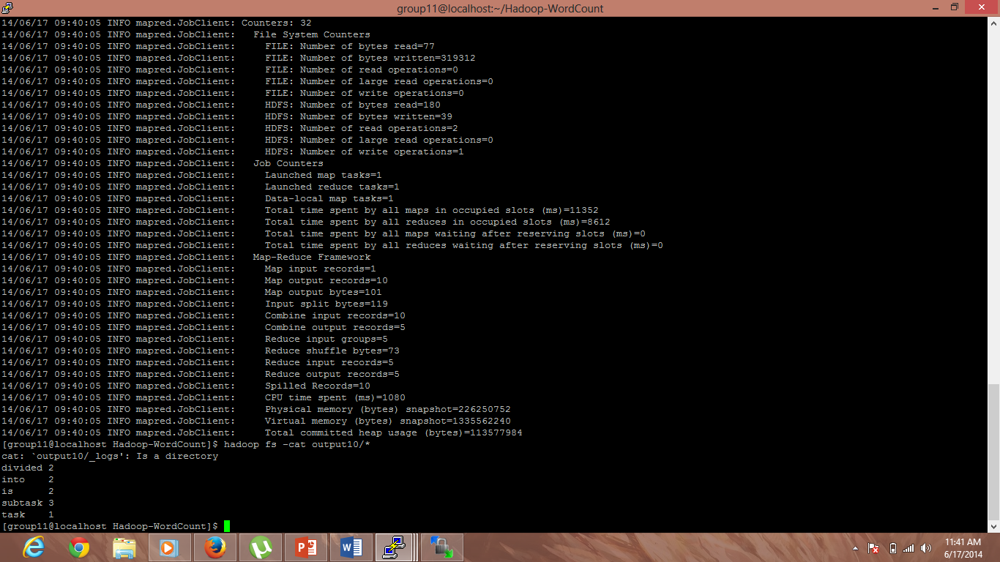 group11@localhost:~/Hadoop-WordCount
14/06/17 09:40:05 INFO mapred.JobClient: Counters: 32
14/06/17 09:40:05 INFO mapred.JobClient:   File System Counters
14/06/17 09:40:05 INFO mapred.JobClient:     FILE: Number of bytes read=77
14/06/17 09:40:05 INFO mapred.JobClient:     FILE: Number of bytes written=319312
14/06/17 09:40:05 INFO mapred.JobClient:     FILE: Number of read operations=0
14/06/17 09:40:05 INFO mapred.JobClient:     FILE: Number of large read operations=0
14/06/17 09:40:05 INFO mapred.JobClient:     FILE: Number of write operations=0
14/06/17 09:40:05 INFO mapred.JobClient:     HDFS: Number of bytes read=180
14/06/17 09:40:05 INFO mapred.JobClient:     HDFS: Number of bytes written=39
14/06/17 09:40:05 INFO mapred.JobClient:     HDFS: Number of read operations=2
14/06/17 09:40:05 INFO mapred.JobClient:     HDFS: Number of large read operations=0
14/06/17 09:40:05 INFO mapred.JobClient:     HDFS: Number of write operations=1
14/06/17 09:40:05 INFO mapred.JobClient:   Job Counters
14/06/17 09:40:05 INFO mapred.JobClient:     Launched map tasks=1
14/06/17 09:40:05 INFO mapred.JobClient:     Launched reduce tasks=1
14/06/17 09:40:05 INFO mapred.JobClient:     Data-local map tasks=1
14/06/17 09:40:05 INFO mapred.JobClient:     Total time spent by all maps in occupied slots (ms)=11352
14/06/17 09:40:05 INFO mapred.JobClient:     Total time spent by all reduces in occupied slots (ms)=8612
14/06/17 09:40:05 INFO mapred.JobClient:     Total time spent by all maps waiting after reserving slots (ms)=0
14/06/17 09:40:05 INFO mapred.JobClient:     Total time spent by all reduces waiting after reserving slots (ms)=0
14/06/17 09:40:05 INFO mapred.JobClient:   Map-Reduce Framework
14/06/17 09:40:05 INFO mapred.JobClient:     Map input records=1
14/06/17 09:40:05 INFO mapred.JobClient:     Map output records=10
14/06/17 09:40:05 INFO mapred.JobClient:     Map output bytes=101
14/06/17 09:40:05 INFO mapred.JobClient:     Input split bytes=119
14/06/17 09:40:05 INFO mapred.JobClient:     Combine input records=10
14/06/17 09:40:05 INFO mapred.JobClient:     Combine output records=5
14/06/17 09:40:05 INFO mapred.JobClient:     Reduce input groups=5
14/06/17 09:40:05 INFO mapred.JobClient:     Reduce shuffle bytes=73
14/06/17 09:40:05 INFO mapred.JobClient:     Reduce input records=5
14/06/17 09:40:05 INFO mapred.JobClient:     Reduce output records=5
14/06/17 09:40:05 INFO mapred.JobClient:     Spilled Records=10
14/06/17 09:40:05 INFO mapred.JobClient:     CPU time spent (ms)=1080
14/06/17 09:40:05 INFO mapred.JobClient:     Physical memory (bytes) snapshot=226250752
14/06/17 09:40:05 INFO mapred.JobClient:     Virtual memory (bytes) snapshot=1335562240
14/06/17 09:40:05 INFO mapred.JobClient:     Total committed heap usage (bytes)=113577984
[group11@localhost Hadoop-WordCount]$ hadoop fs -cat output10/*
cat: `output10/_logs': Is a directory
divided 2
into    2
is      2
subtask 3
task    1
[group11@localhost Hadoop-WordCount]$
11:41 AM
6/17/2014